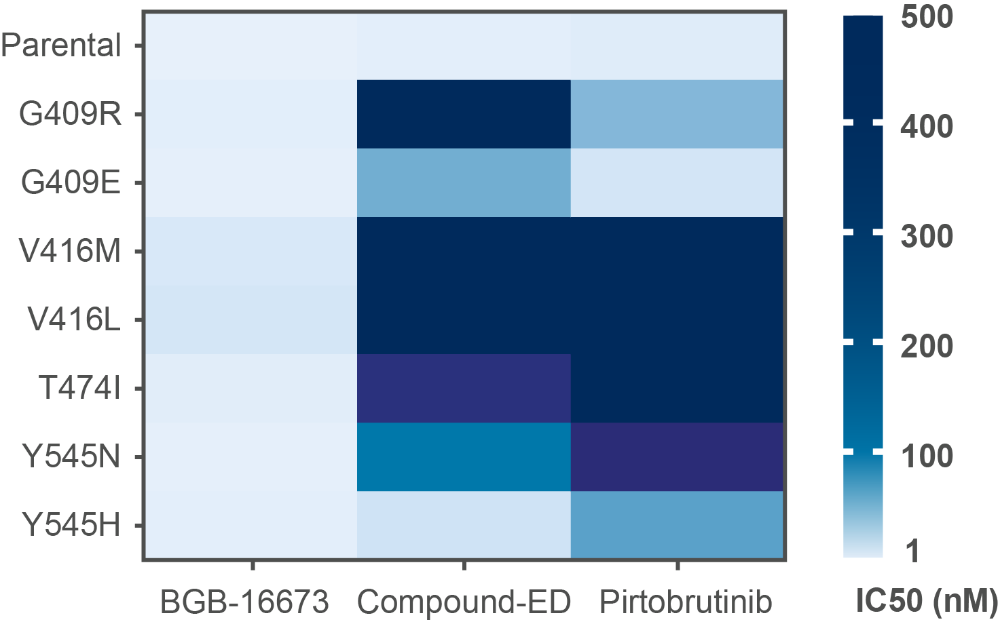 Parental
G409R
G409E
V416M
V416L
T474I
Y545N
Y545H
BGB-16673 Compound-ED Pirtobrutinib
500
400
300
200
100
1
IC50 (nM)